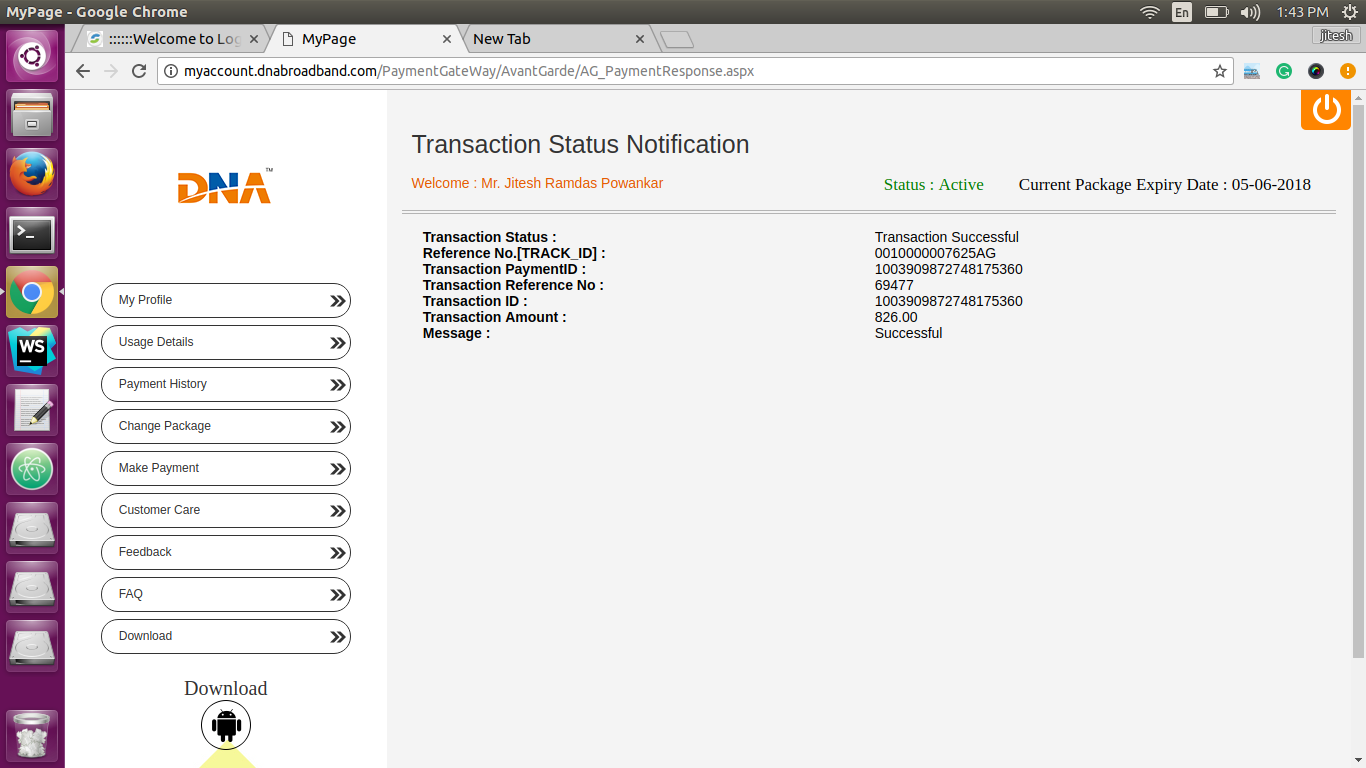 MyPage - Google Chrome
En
1:43 PM
::::::Welcome to Log
MyPage
New Tab
jitesh
myaccount.dnabroadband.com/PaymentGateWay/AvantGarde/AG_PaymentResponse.aspx
DNA™
Transaction Status Notification
Welcome : Mr. Jitesh Ramdas Powankar
Status : Active
Current Package Expiry Date : 05-06-2018
Transaction Status : Transaction Successful
Reference No.[TRACK_ID] : 0010000007625AG
Transaction PaymentID : 1003909872748175360
Transaction Reference No : 69477
Transaction ID : 1003909872748175360
Transaction Amount : 826.00
Message : Successful
My Profile
Usage Details
Payment History
Change Package
Make Payment
Customer Care
Feedback
FAQ
Download
Download
WS